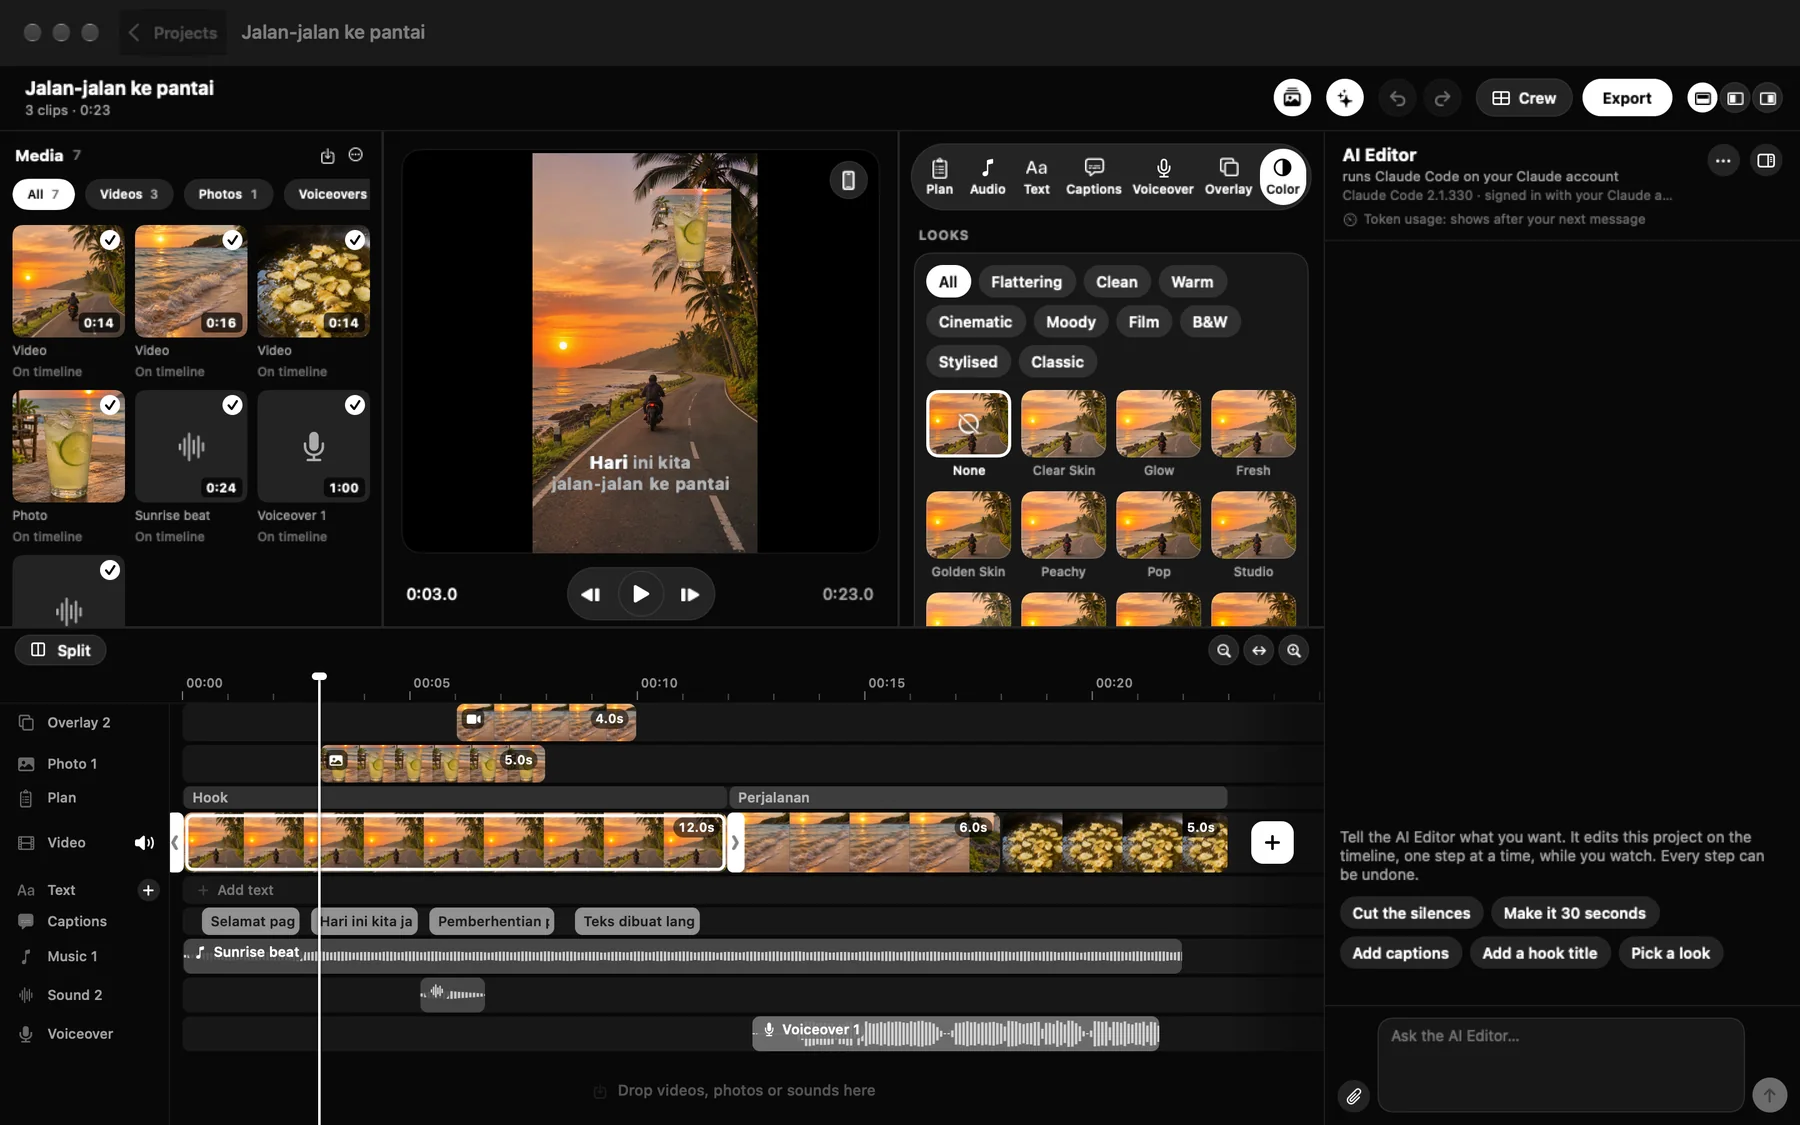 Projects
Jalan-jalan ke pantai
Jalan-jalan ke pantai
3 clips · 0:23
Crew
Export
Media 7
All 7
Videos 3
Photos 1
Voiceovers
0:14
0:16
0:14
Video
Video
Video
On timeline
On timeline
On timeline
0:24
1:00
Photo
Sunrise beat
Voiceover 1
On timeline
On timeline
On timeline
Hari ini kita
jalan-jalan ke pantai
0:03.0
0:23.0
Plan
Audio
Aa
Text
Captions
Voiceover
Overlay
Color
LOOKS
All
Flattering
Clean
Warm
Cinematic
Moody
Film
B&W
Stylised
Classic
None
Clear Skin
Glow
Fresh
Golden Skin
Peachy
Pop
Studio
AI Editor
runs Claude Code on your Claude account
Claude Code 2.1.330 · signed in with your Claude a...
Token usage: shows after your next message
Split
00:00
00:05
00:10
00:15
00:20
Overlay 2
4.0s
Photo 1
5.0s
Plan
Hook
Perjalanan
Video
12.0s
6.0s
5.0s
Aa Text
+ Add text
Captions
Selamat pag
Hari ini kita ja
Pemberhentian p
Teks dibuat lang
Music 1
Sunrise beat
Sound 2
Voiceover
Voiceover 1
Drop videos, photos or sounds here
Tell the AI Editor what you want. It edits this project on the
timeline, one step at a time, while you watch. Every step can
be undone.
Cut the silences
Make it 30 seconds
Add captions
Add a hook title
Pick a look
Ask the AI Editor...